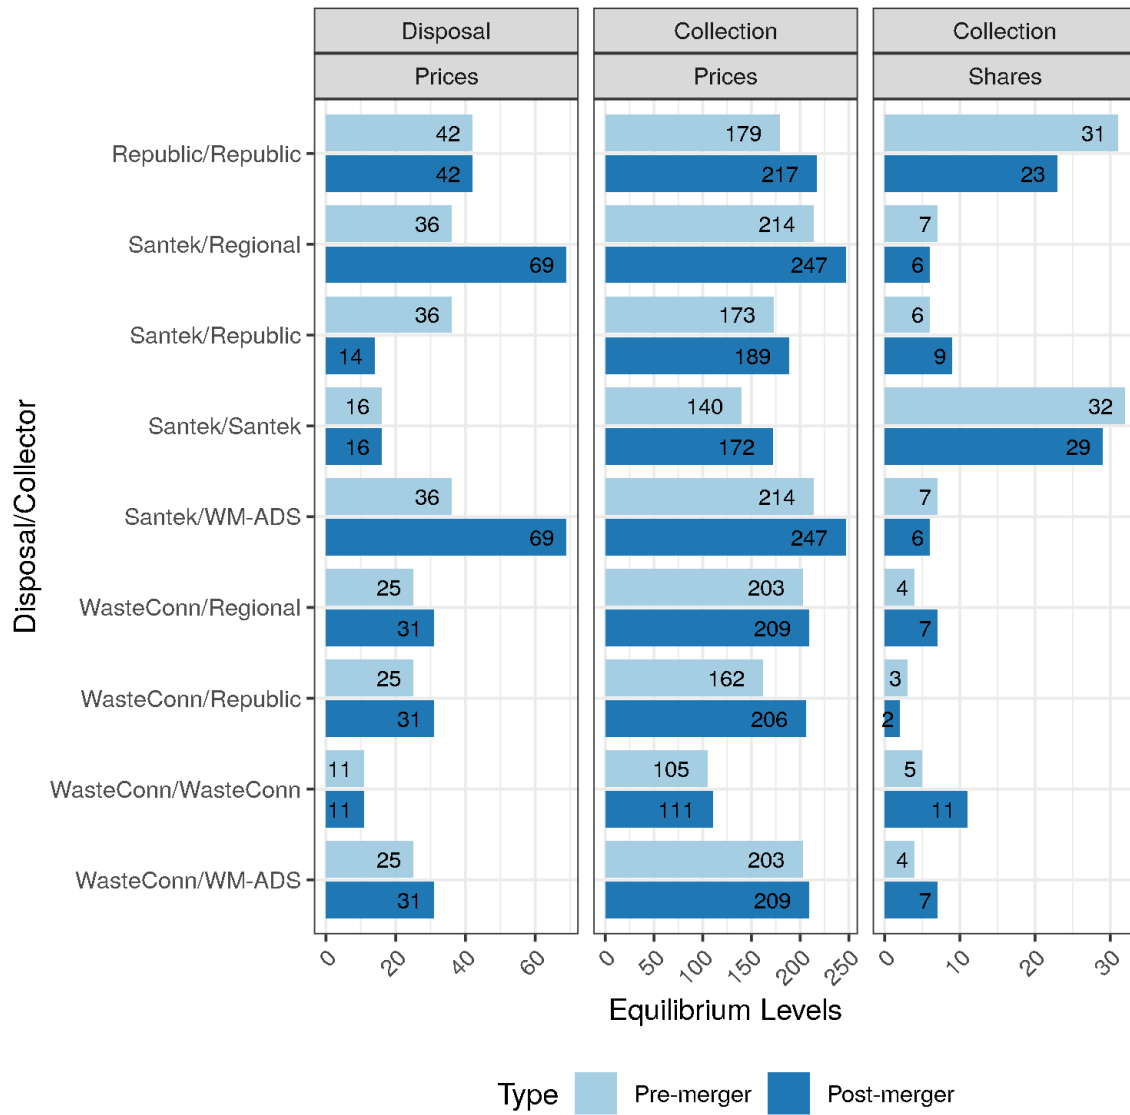 Disposal Collection Collection
Prices Prices Shares
Republic/Republic 42 179 31
42 217 23
Santek/Regional 36 214 7
69 247 6
Santek/Republic 36 173 6
14 189 9
Santek/Santek 16 140 32
16 172 29
Santek/WM-ADS 36 214 7
69 247 6
WasteConn/Regional 25 203 4
31 209 7
WasteConn/Republic 25 162 3
31 206 2
WasteConn/WasteConn 11 105 5
11 111 11
WasteConn/WM-ADS 25 203 4
31 209 7
Disposal/Collector
0 20 40 60 0 50 100 150 200 250 0 10 20 30
Equilibrium Levels
Type Pre-merger Post-merger